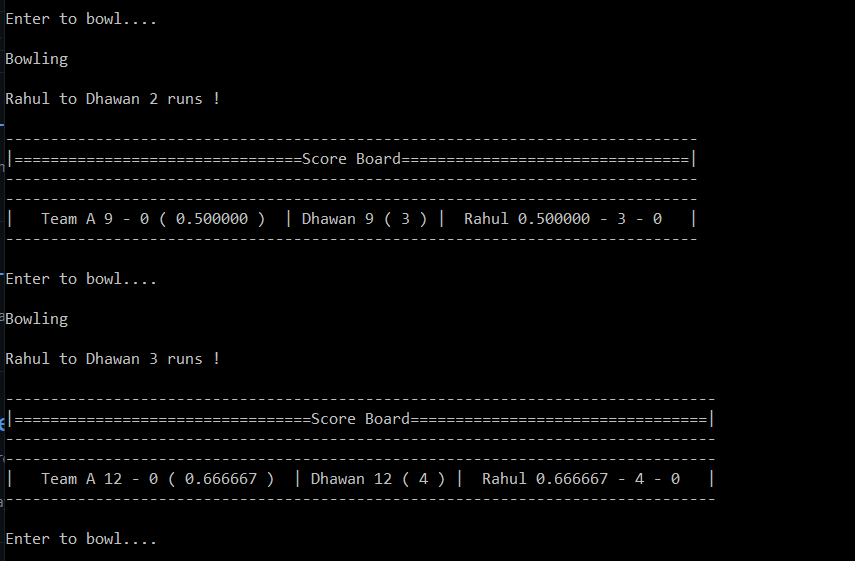 Enter to bowl....
Bowling
Rahul to Dhawan 2 runs !
-----------------------------------------------------------------------------
|================================Score Board================================|
-----------------------------------------------------------------------------
-----------------------------------------------------------------------------
|   Team A 9 - 0 ( 0.500000 )  | Dhawan 9 ( 3 ) |  Rahul 0.500000 - 3 - 0   |
-----------------------------------------------------------------------------
Enter to bowl....
Bowling
Rahul to Dhawan 3 runs !
-------------------------------------------------------------------------------
|=================================Score Board=================================|
-------------------------------------------------------------------------------
-------------------------------------------------------------------------------
|   Team A 12 - 0 ( 0.666667 )  | Dhawan 12 ( 4 ) |  Rahul 0.666667 - 4 - 0   |
-------------------------------------------------------------------------------
Enter to bowl....